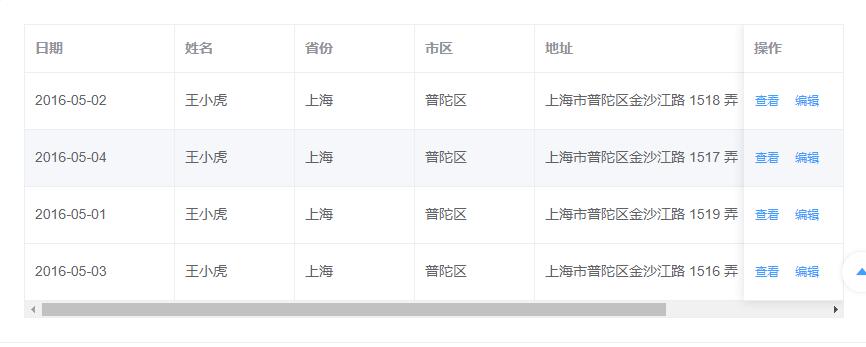 日期 姓名 省份 市区 地址 操作
2016-05-02 王小虎 上海 普陀区 上海市普陀区金沙江路 1518 弄 查看 编辑
2016-05-04 王小虎 上海 普陀区 上海市普陀区金沙江路 1517 弄 查看 编辑
2016-05-01 王小虎 上海 普陀区 上海市普陀区金沙江路 1519 弄 查看 编辑
2016-05-03 王小虎 上海 普陀区 上海市普陀区金沙江路 1516 弄 查看 编辑